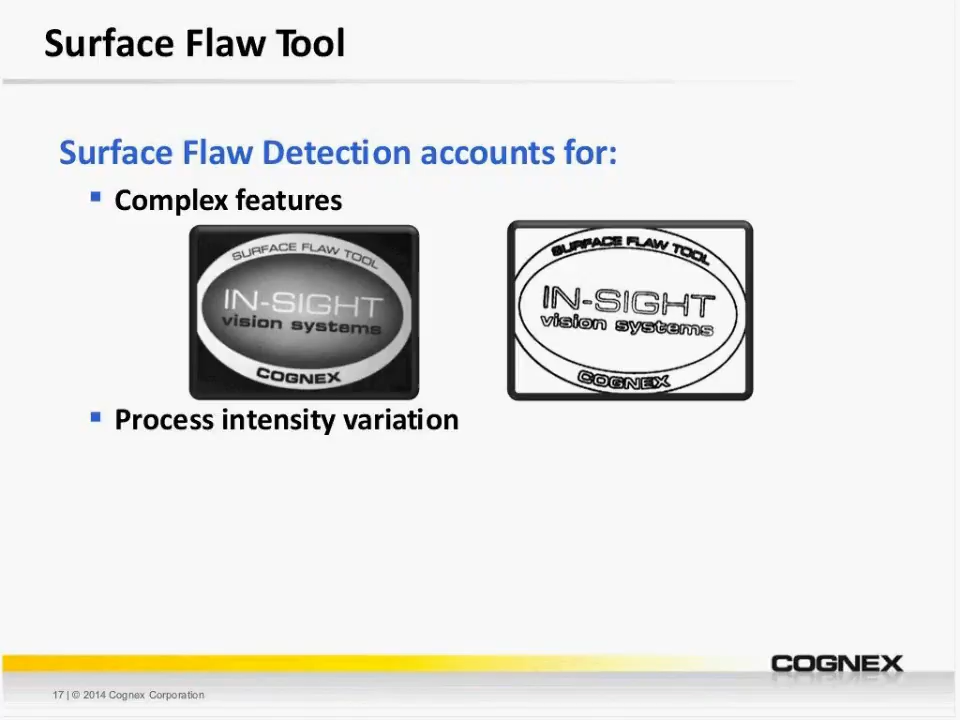 Surface Flaw Tool
Surface Flaw Detection accounts for:
▪ Complex features
SURFACE FLAW TOOL
IN-SIGHT
vision systems
COGNEX
SURFACE FLAW TOOL
IN-SIGHT
vision systems
COGNEX
▪ Process intensity variation
COGNEX
17 | © 2014 Cognex Corporation